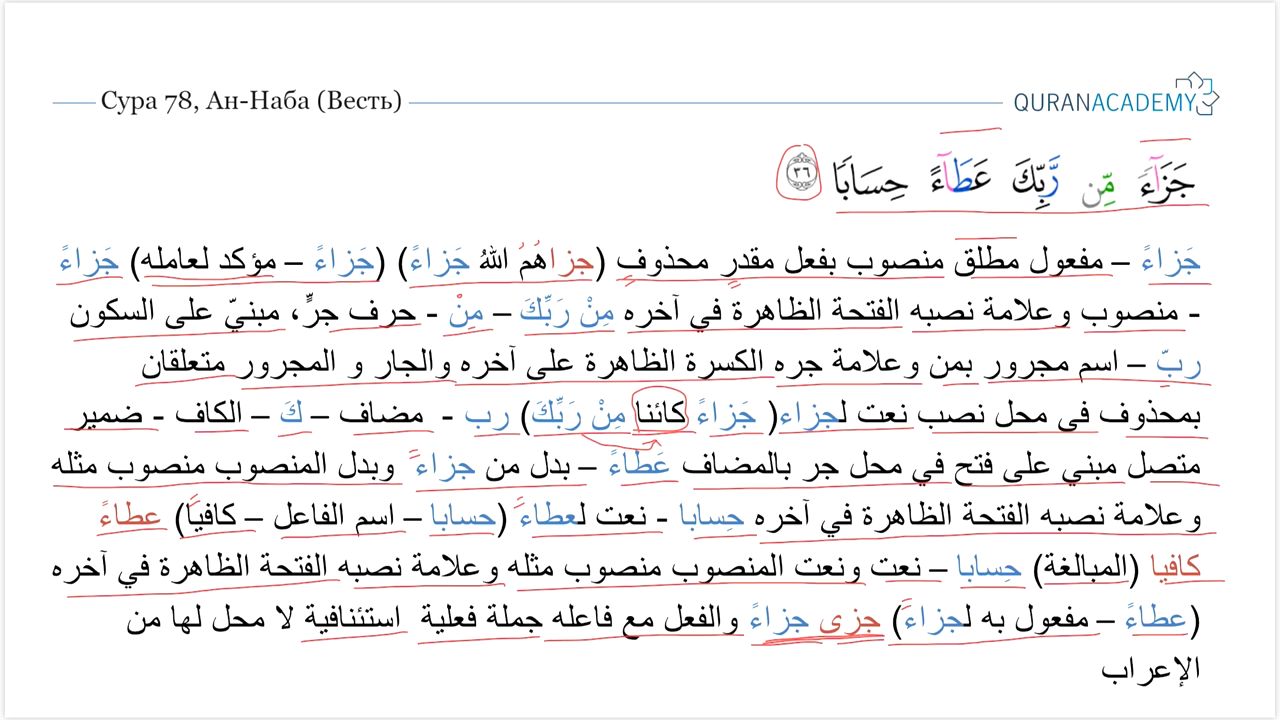 Сура 78, Ан-Наба (Весть)
QURANACADEMY
جَزَآءً مِّن رَّبِّكَ عَطَآءً حِسَابًا ٣٦
جَزاءً – مفعول مطلق منصوب بفعل مقدر محذوف (جزاهُمُ اللهُ جَزاءً) (جَزاءً – مؤكد لعامله) جَزاءً
- منصوب وعلامة نصبه الفتحة الظاهرة في آخره مِنْ رَبِّكَ – مِنْ - حرف جرٍّ، مبنيّ على السكون
ربِّ – اسم مجرور بمن وعلامة جره الكسرة الظاهرة على آخره والجار و المجرور متعلقان
بمحذوف في محل نصب نعت لجزاء( جَزاءً كائنا مِنْ رَبِّكَ) رب - مضاف – كَ – الكاف - ضمير
متصل مبني على فتح في محل جر بالمضاف عَطاءً – بدل من جزاء وبدل المنصوب منصوب مثله
وعلامة نصبه الفتحة الظاهرة في آخره حِسابا - نعت لعطاء (حسابا – اسم الفاعل – كافيا) عطاءً
كافيا (المبالغة) حِسابا – نعت ونعت المنصوب منصوب مثله وعلامة نصبه الفتحة الظاهرة في آخره
(عطاءً – مفعول به لجزاء) جزى جزاءً والفعل مع فاعله جملة فعلية استئنافية لا محل لها من
الإعراب